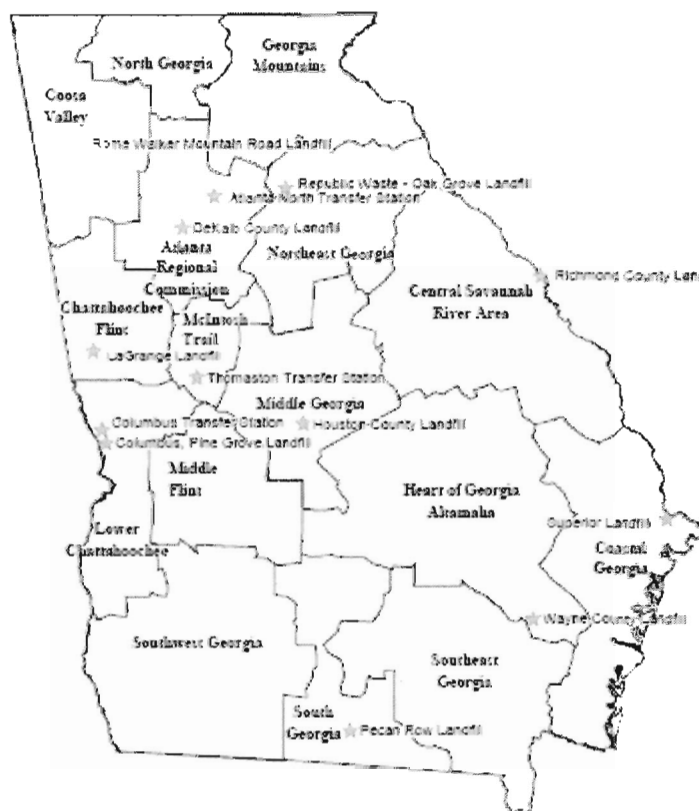 Georgia
Mountains
North Georgia
Coosa
Valley
Rome Walker Mountain Road Landfill
Republic Waste - Oak Grove Landfill
Atlanta North Transfer Station
DeKalb County Landfill
Atlanta
Regional
Commission
Northeast Georgia
Richmond County Lan
Central Savannah
River Area
Chattahoochee
Flint
McIntosh
Trail
LaGrange Landfill
Thomaston Transfer Station
Middle Georgia
Columbus Transfer Station
Houston County Landfill
Columbus, Pine Grove Landfill
Middle
Flint
Heart of Georgia
Altamaha
Superior Landfill
Lower
Chattahoochee
Coastal
Georgia
Wayne County Landfill
Southwest Georgia
Southeast
Georgia
South
Georgia
Pecan Row Landfill